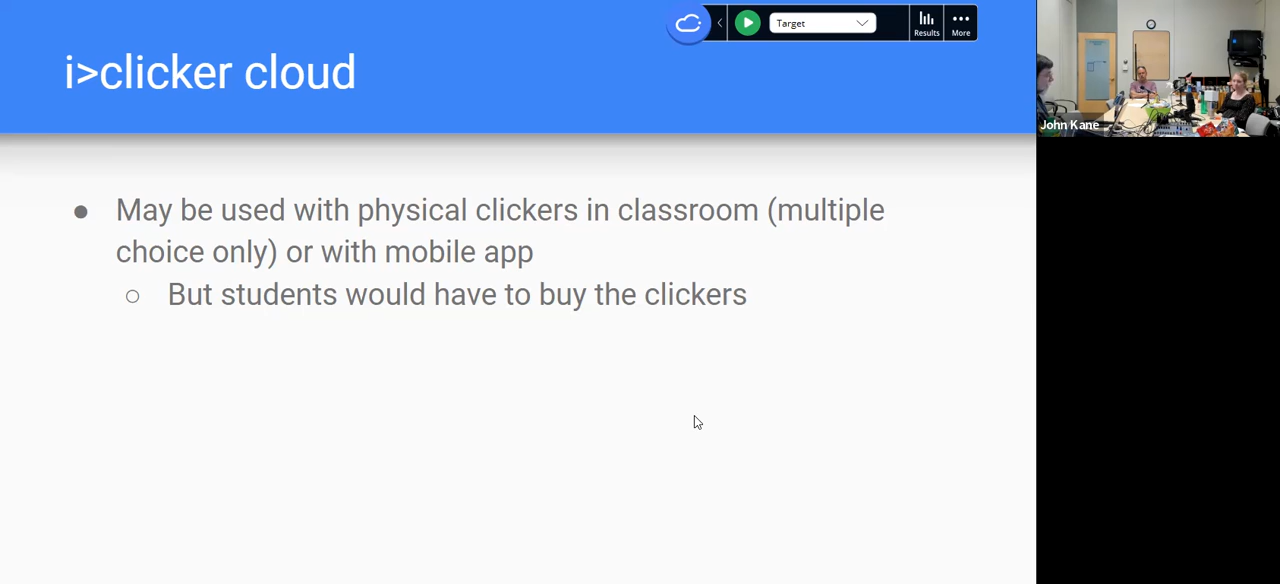 i>clicker cloud
Target
Results
More
John Kane
● May be used with physical clickers in classroom (multiple
choice only) or with mobile app
○ But students would have to buy the clickers